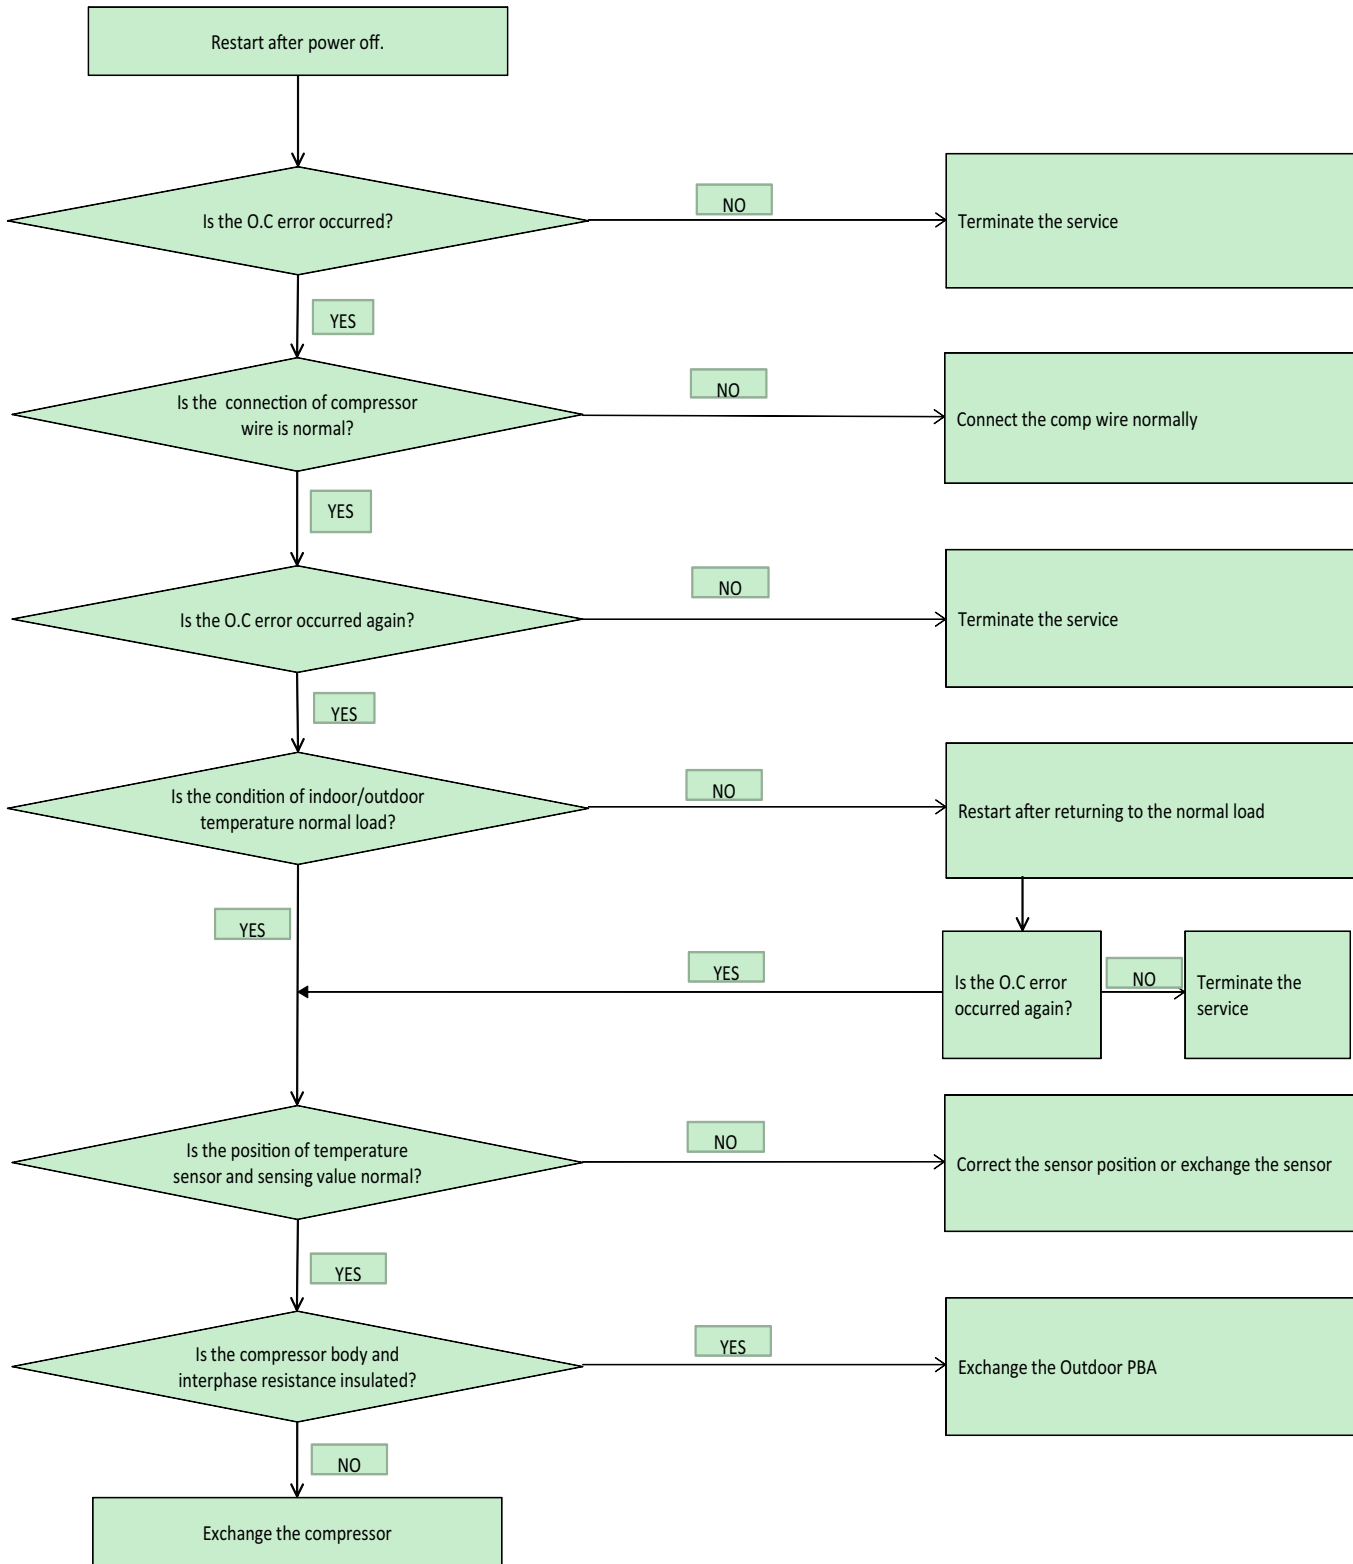 Restart after power off.
Is the O.C error occurred?
NO
Terminate the service
YES
Is the  connection of compressor
wire is normal?
NO
Connect the comp wire normally
YES
Is the O.C error occurred again?
NO
Terminate the service
YES
Is the condition of indoor/outdoor
temperature normal load?
NO
Restart after returning to the normal load
YES
YES
Is the O.C error
occurred again?
NO
Terminate the
service
Is the position of temperature
sensor and sensing value normal?
NO
Correct the sensor position or exchange the sensor
YES
Is the compressor body and
interphase resistance insulated?
YES
Exchange the Outdoor PBA
NO
Exchange the compressor